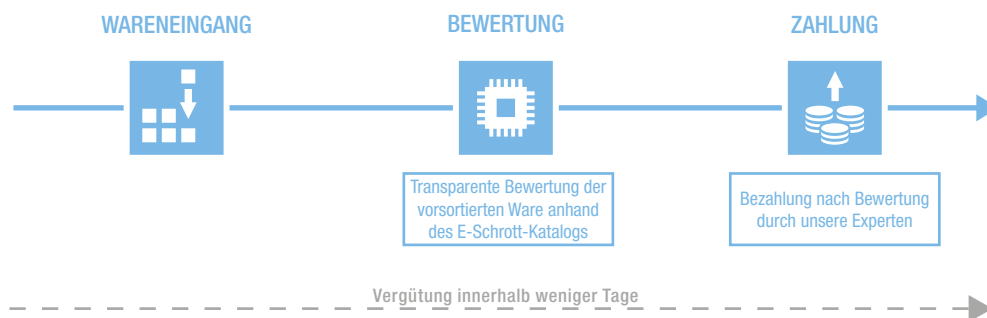 WARENEINGANG
BEWERTUNG
ZAHLUNG
Transparente Bewertung der
vorsortierten Ware anhand
des E-Schrott-Katalogs
Bezahlung nach Bewertung
durch unsere Experten
Vergütung innerhalb weniger Tage